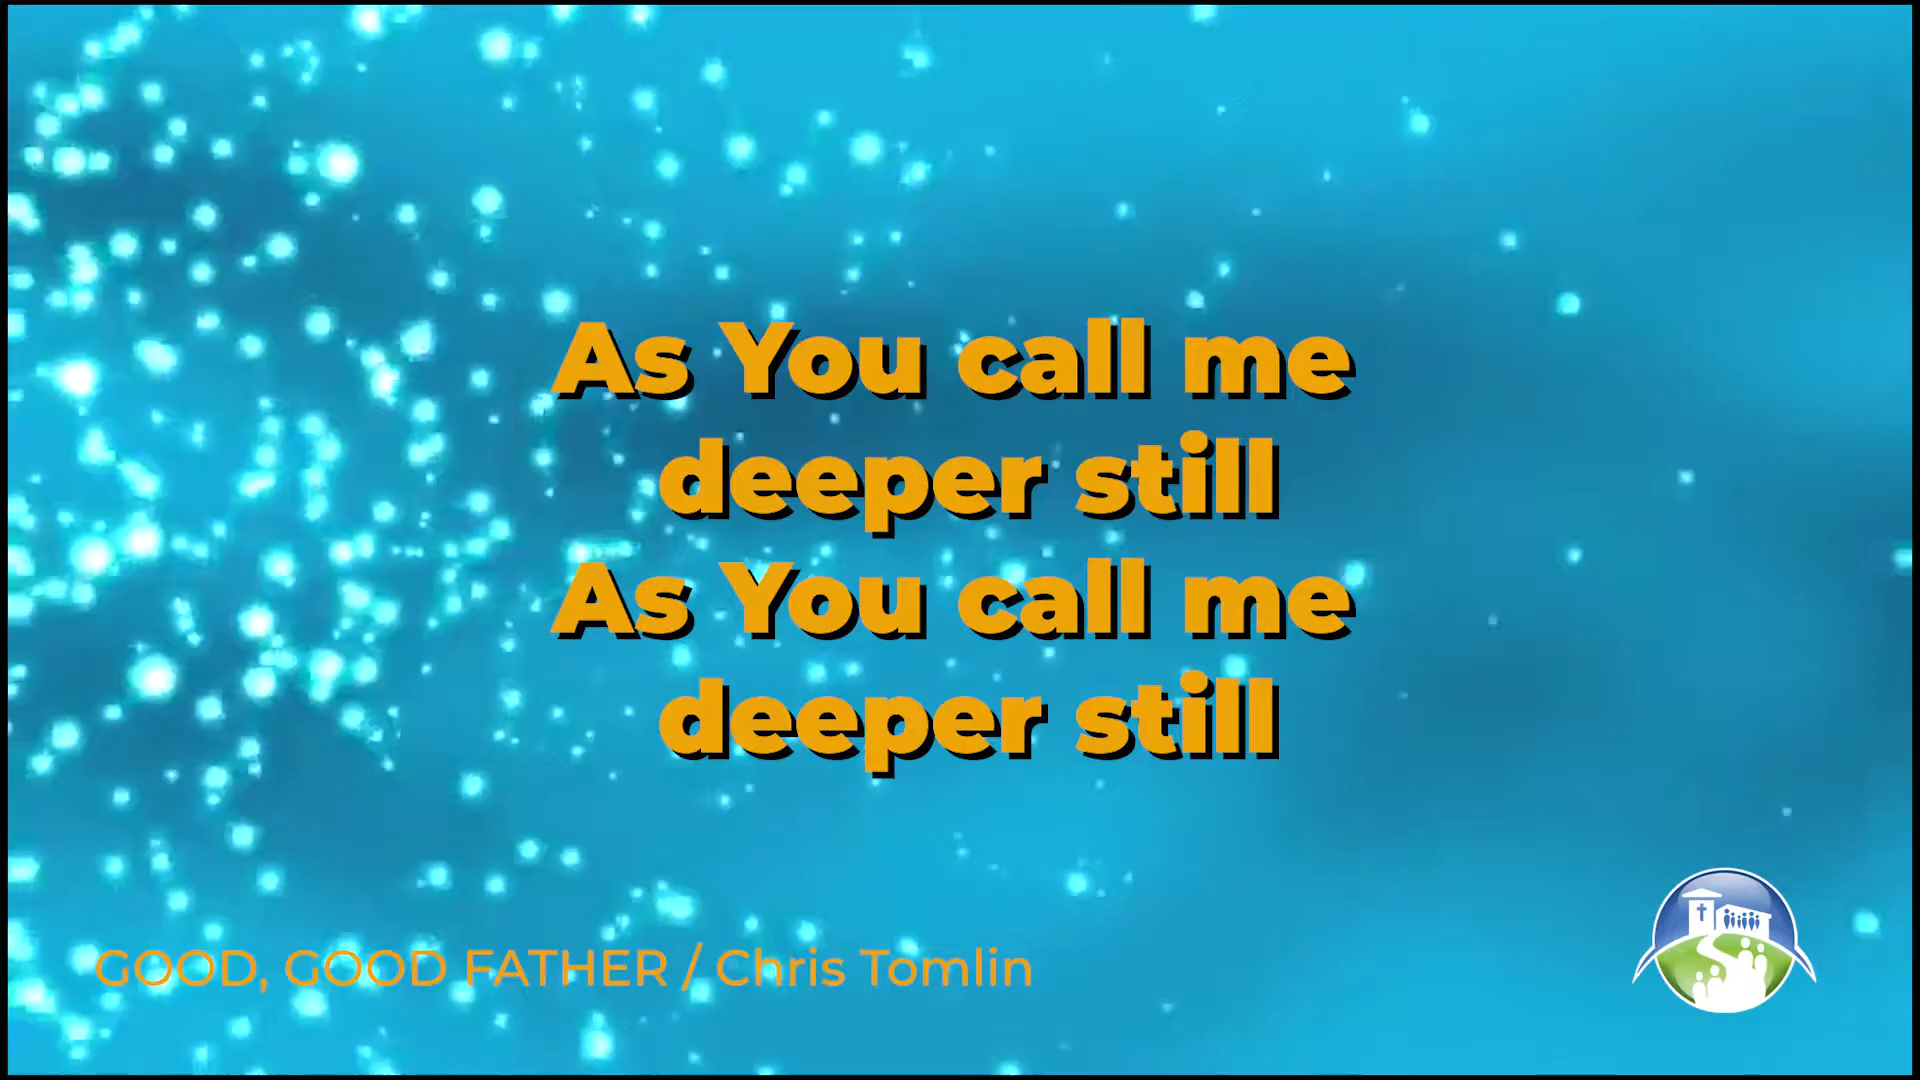 As You call me
deeper still
As You call me
deeper still
GOOD, GOOD FATHER / Chris Tomlin